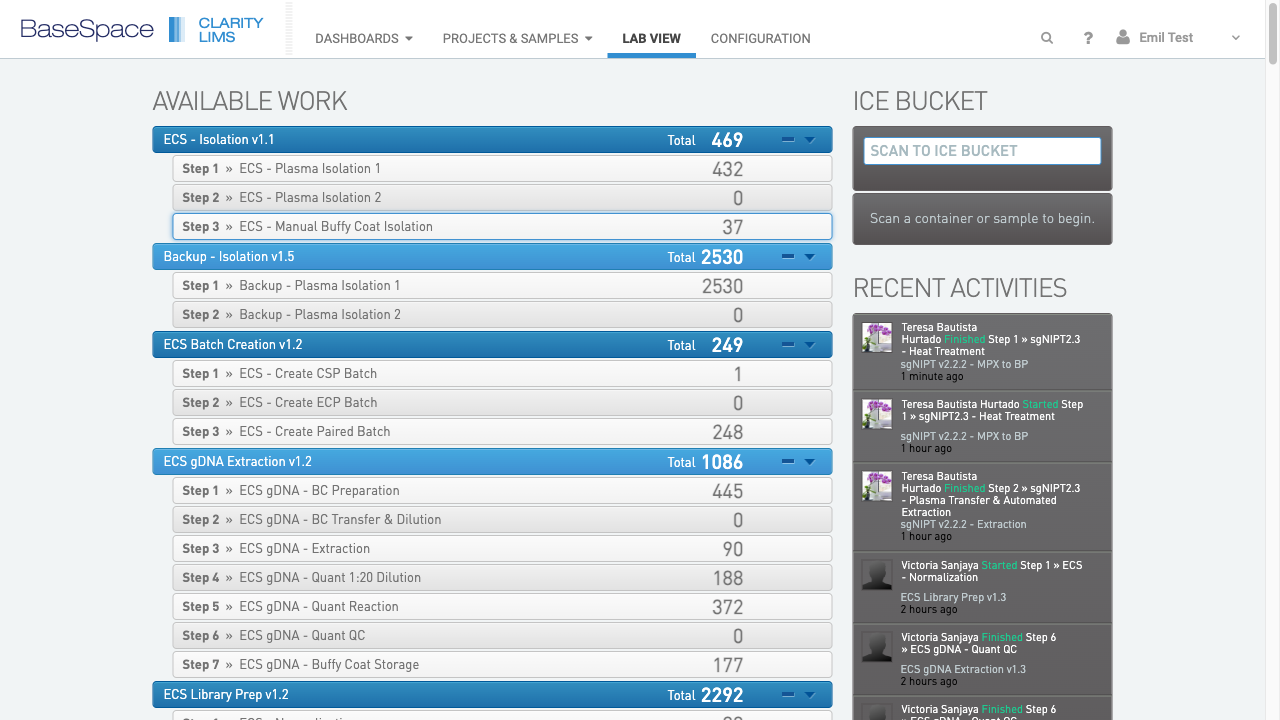 BaseSpace
CLARITY
LIMS
DASHBOARDS
PROJECTS & SAMPLES
LAB VIEW
CONFIGURATION
?
Emil Test
AVAILABLE WORK
ECS - Isolation v1.1 Total 469
Step 1 » ECS - Plasma Isolation 1 432
Step 2 » ECS - Plasma Isolation 2 0
Step 3 » ECS - Manual Buffy Coat Isolation 37
Backup - Isolation v1.5 Total 2530
Step 1 » Backup - Plasma Isolation 1 2530
Step 2 » Backup - Plasma Isolation 2 0
ECS Batch Creation v1.2 Total 249
Step 1 » ECS - Create CSP Batch 1
Step 2 » ECS - Create ECP Batch 0
Step 3 » ECS - Create Paired Batch 248
ECS gDNA Extraction v1.2 Total 1086
Step 1 » ECS gDNA - BC Preparation 445
Step 2 » ECS gDNA - BC Transfer & Dilution 0
Step 3 » ECS gDNA - Extraction 90
Step 4 » ECS gDNA - Quant 1:20 Dilution 188
Step 5 » ECS gDNA - Quant Reaction 372
Step 6 » ECS gDNA - Quant QC 0
Step 7 » ECS gDNA - Buffy Coat Storage 177
ECS Library Prep v1.2 Total 2292
ICE BUCKET
SCAN TO ICE BUCKET
Scan a container or sample to begin.
RECENT ACTIVITIES
Teresa Bautista
Hurtado Finished Step 1 » sgNIPT2.3
- Heat Treatment
sgNIPT v2.2.2 - MPX to BP
1 minute ago
Teresa Bautista Hurtado Started Step
1 » sgNIPT2.3 - Heat Treatment
sgNIPT v2.2.2 - MPX to BP
1 hour ago
Teresa Bautista
Hurtado Finished Step 2 » sgNIPT2.3
- Plasma Transfer & Automated
Extraction
sgNIPT v2.2.2 - Extraction
1 hour ago
Victoria Sanjaya Started Step 1 » ECS
- Normalization
ECS Library Prep v1.3
2 hours ago
Victoria Sanjaya Finished Step 6
» ECS gDNA - Quant QC
ECS gDNA Extraction v1.3
2 hours ago
Victoria Sanjaya Finished Step 6